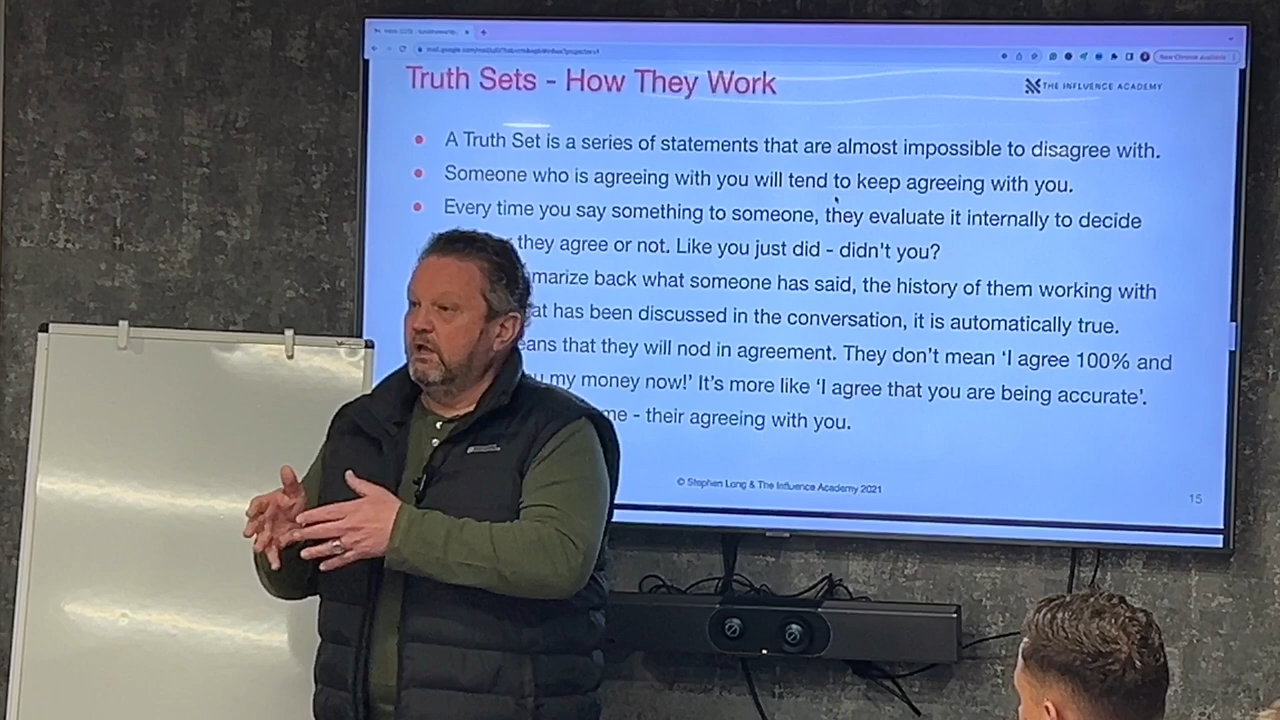 Truth Sets - How They Work
THE INFLUENCE ACADEMY
A Truth Set is a series of statements that are almost impossible to disagree with.
Someone who is agreeing with you will tend to keep agreeing with you.
Every time you say something to someone, they evaluate it internally to decide
they agree or not. Like you just did - didn't you?
back what someone has said, the history of them working with
has been discussed in the conversation, it is automatically true.
that they will nod in agreement. They don't mean 'I agree 100% and
my money now!' It's more like 'I agree that you are being accurate'.
- their agreeing with you.
© Stephen Long & The Influence Academy 2021
15
New Chrome available